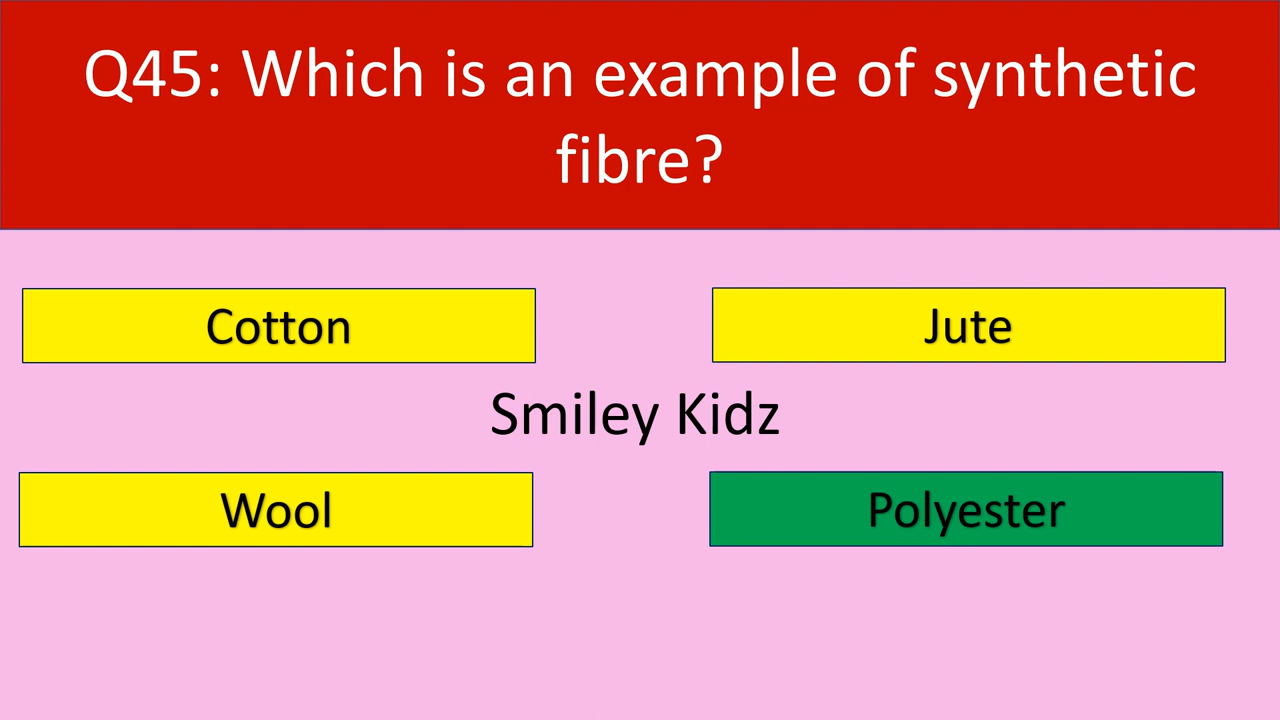 Q45: Which is an example of synthetic
fibre?
Cotton
Jute
Smiley Kidz
Wool
Polyester